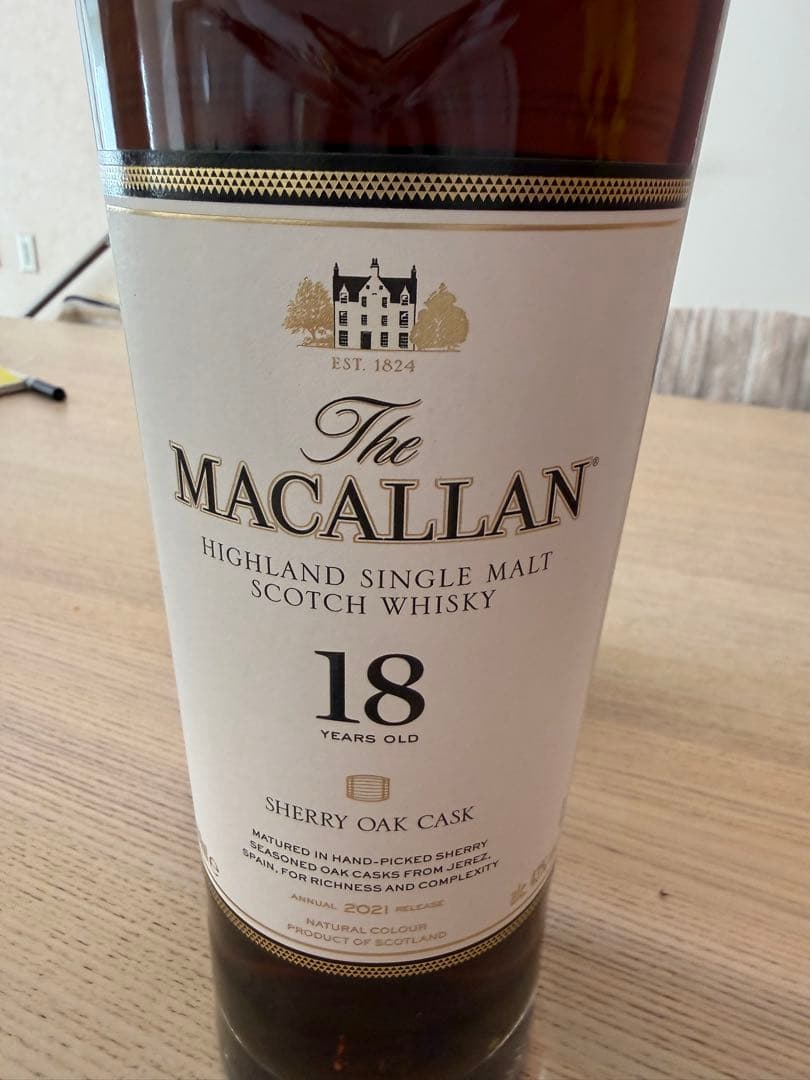 EST. 1824
The
MACALLAN®
HIGHLAND SINGLE MALT
SCOTCH WHISKY
18
YEARS OLD
SHERRY OAK CASK
MATURED IN HAND-PICKED SHERRY
SEASONED OAK CASKS FROM JEREZ,
SPAIN, FOR RICHNESS AND COMPLEXITY
ANNUAL 2021 RELEASE
NATURAL COLOUR
PRODUCT OF SCOTLAND